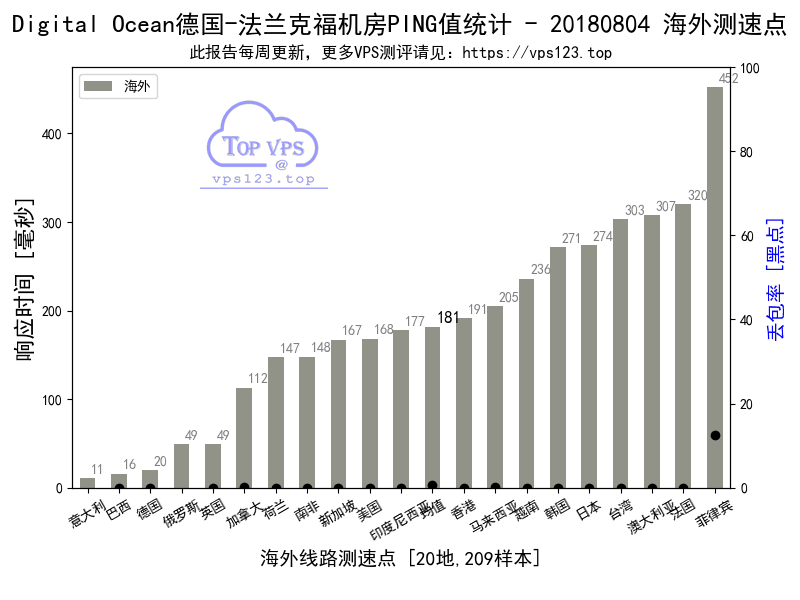 Digital Ocean德国-法兰克福机房PING值统计 - 20180804 海外测速点
此报告每周更新，更多VPS测评请见：https://vps123.top
海外
TOP VPS
@
vps123.top
响应时间 [毫秒]
400
300
200
100
0
100
80
60
40
20
0
丢包率 [黑点]
11
16
20
49
49
112
147
148
167
168
177
181
191
205
236
271
274
303
307
320
452
意大利
巴西
德国
俄罗斯
英国
加拿大
荷兰
南非
新加坡
美国
印度尼西亚
均值
香港
马来西亚
越南
韩国
日本
台湾
澳大利亚
法国
菲律宾
海外线路测速点 [20地,209样本]